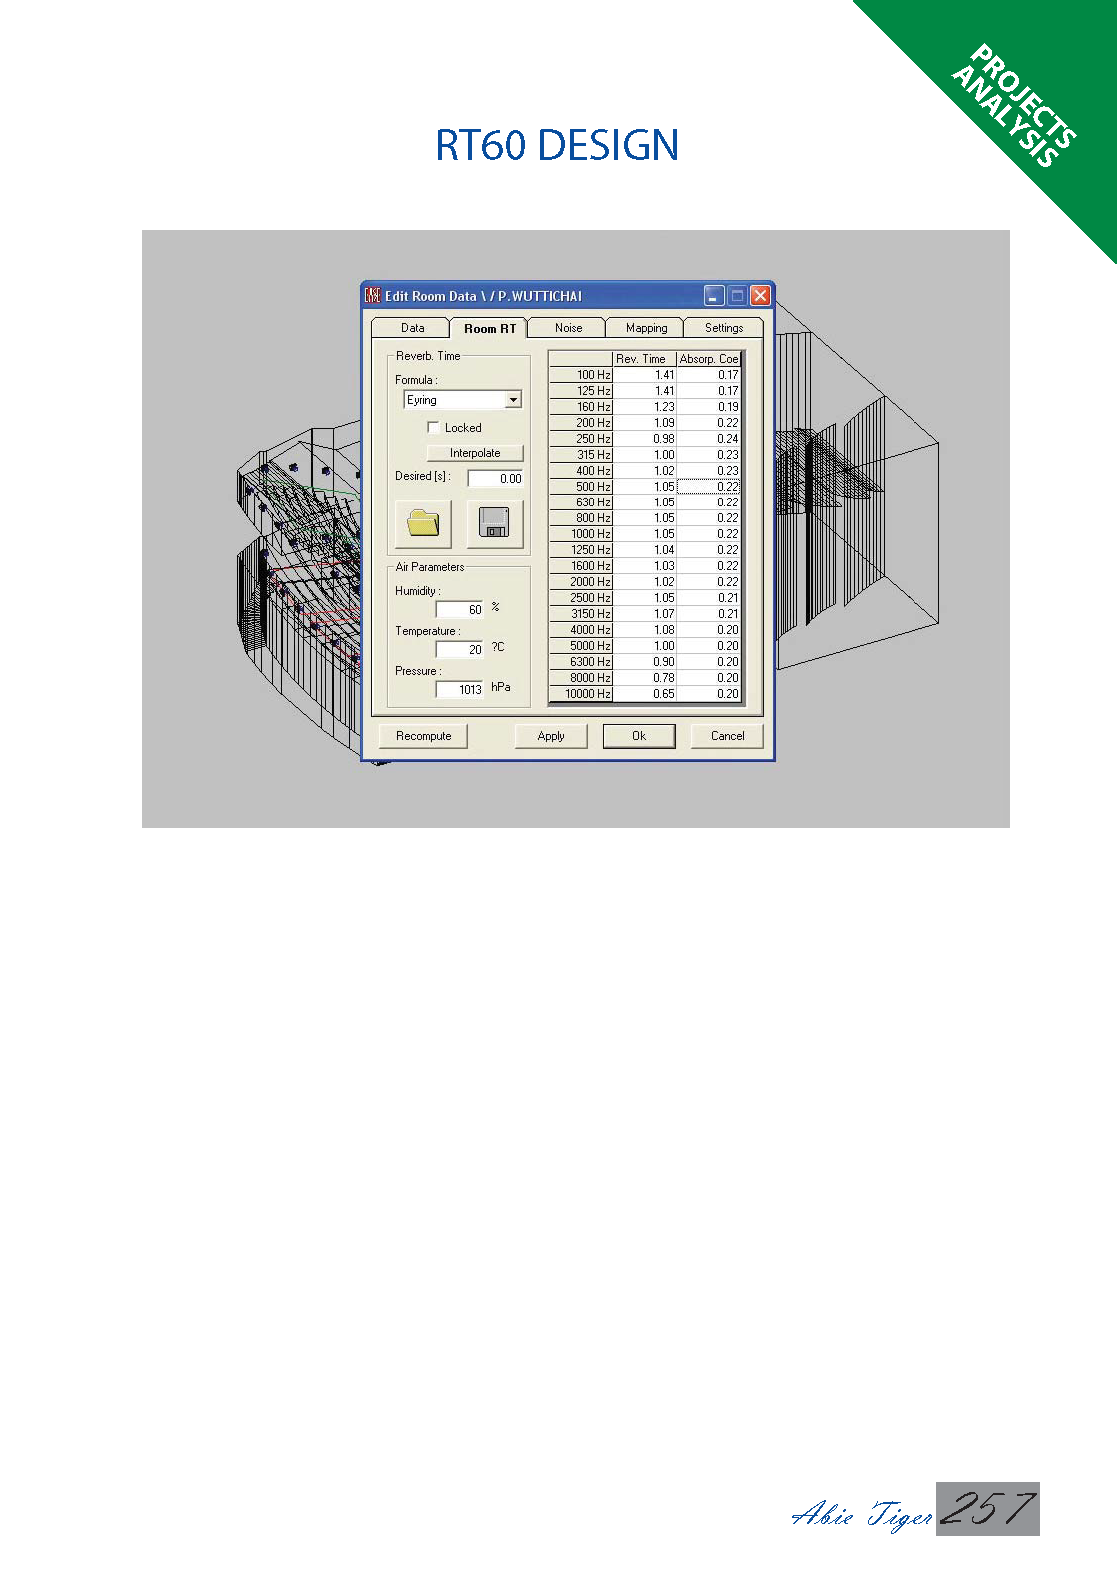 PROJECTS
ANALYSIS
RT60 DESIGN
EASE Edit Room Data \ / P.WUTTICHAI
Data Room RT Noise Mapping Settings
Reverb. Time
Formula :
Eyring
Locked
Interpolate
Desired [s] : 0.00
Air Parameters
Humidity :
60 %
Temperature :
20 ?C
Pressure :
1013 hPa
Rev. Time Absorp. Coe
100 Hz 1.41 0.17
125 Hz 1.41 0.17
160 Hz 1.23 0.19
200 Hz 1.09 0.22
250 Hz 0.98 0.24
315 Hz 1.00 0.23
400 Hz 1.02 0.23
500 Hz 1.05 0.22
630 Hz 1.05 0.22
800 Hz 1.05 0.22
1000 Hz 1.05 0.22
1250 Hz 1.04 0.22
1600 Hz 1.03 0.22
2000 Hz 1.02 0.22
2500 Hz 1.05 0.21
3150 Hz 1.07 0.21
4000 Hz 1.08 0.20
5000 Hz 1.00 0.20
6300 Hz 0.90 0.20
8000 Hz 0.78 0.20
10000 Hz 0.65 0.20
Recompute Apply Ok Cancel
Abie Tiger 257